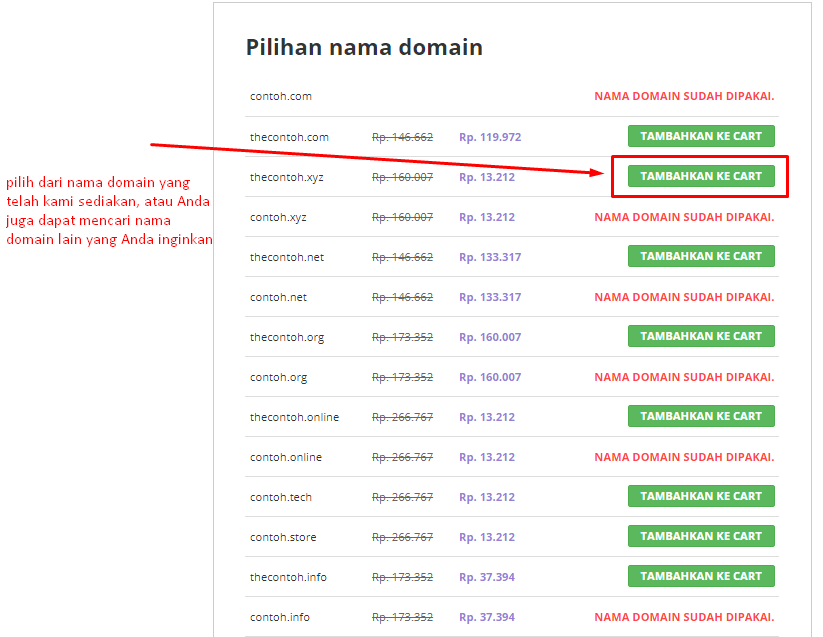 Pilihan nama domain
contoh.com NAMA DOMAIN SUDAH DIPAKAI.
thecontoh.com Rp. 146.662 Rp. 119.972 TAMBAHKAN KE CART
thecontoh.xyz Rp. 160.007 Rp. 13.212 TAMBAHKAN KE CART
pilih dari nama domain yang
telah kami sediakan, atau Anda
juga dapat mencari nama
domain lain yang Anda inginkan
contoh.xyz Rp. 160.007 Rp. 13.212 NAMA DOMAIN SUDAH DIPAKAI.
thecontoh.net Rp. 146.662 Rp. 133.317 TAMBAHKAN KE CART
contoh.net Rp. 146.662 Rp. 133.317 NAMA DOMAIN SUDAH DIPAKAI.
thecontoh.org Rp. 173.352 Rp. 160.007 TAMBAHKAN KE CART
contoh.org Rp. 173.352 Rp. 160.007 NAMA DOMAIN SUDAH DIPAKAI.
thecontoh.online Rp. 266.767 Rp. 13.212 TAMBAHKAN KE CART
contoh.online Rp. 266.767 Rp. 13.212 NAMA DOMAIN SUDAH DIPAKAI.
contoh.tech Rp. 266.767 Rp. 13.212 TAMBAHKAN KE CART
contoh.store Rp. 266.767 Rp. 13.212 TAMBAHKAN KE CART
thecontoh.info Rp. 173.352 Rp. 37.394 TAMBAHKAN KE CART
contoh.info Rp. 173.352 Rp. 37.394 NAMA DOMAIN SUDAH DIPAKAI.